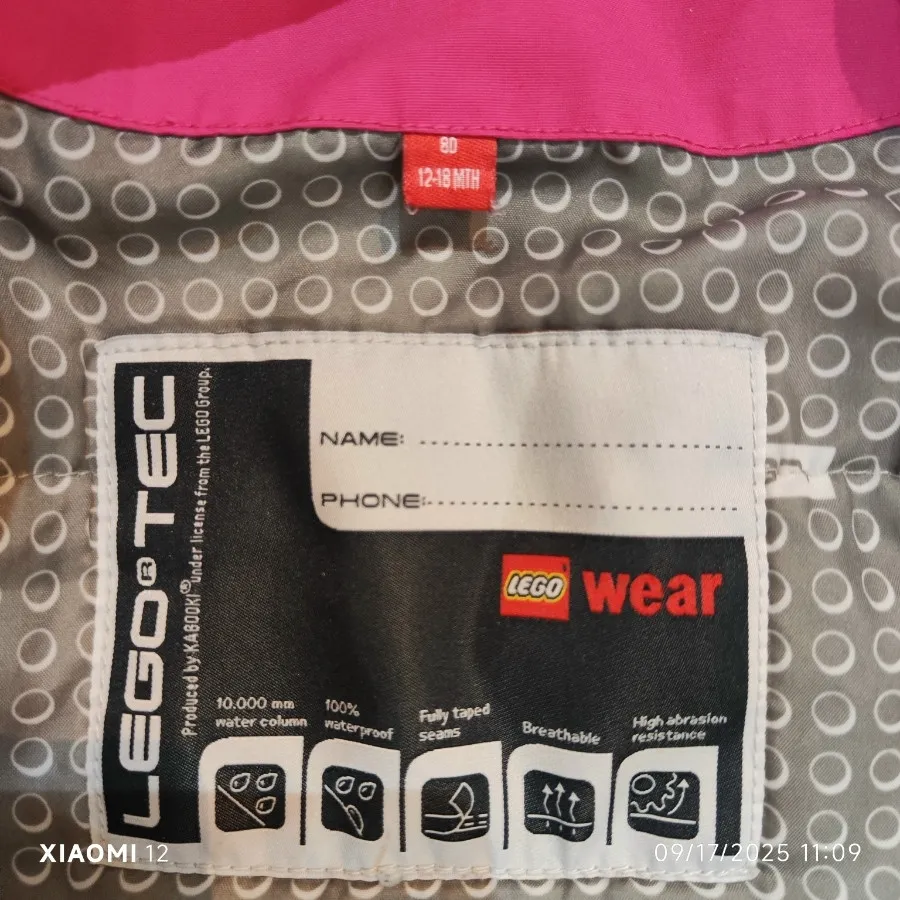 80
12-18 MTH
LEGO® TEC
Produced by KABOOKI® under license from the LEGO Group.
NAME:
PHONE:
LEGO wear
10.000 mm
water column
100%
waterproof
Fully taped
seams
Breathable
High abrasion
resistance
XIAOMI 12
09/17/2025 11:09